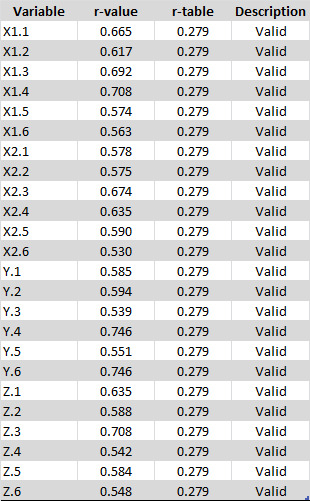 Variable r-value r-table Description
X1.1 0.665 0.279 Valid
X1.2 0.617 0.279 Valid
X1.3 0.692 0.279 Valid
X1.4 0.708 0.279 Valid
X1.5 0.574 0.279 Valid
X1.6 0.563 0.279 Valid
X2.1 0.578 0.279 Valid
X2.2 0.575 0.279 Valid
X2.3 0.674 0.279 Valid
X2.4 0.635 0.279 Valid
X2.5 0.590 0.279 Valid
X2.6 0.530 0.279 Valid
Y.1 0.585 0.279 Valid
Y.2 0.594 0.279 Valid
Y.3 0.539 0.279 Valid
Y.4 0.746 0.279 Valid
Y.5 0.551 0.279 Valid
Y.6 0.746 0.279 Valid
Z.1 0.635 0.279 Valid
Z.2 0.588 0.279 Valid
Z.3 0.708 0.279 Valid
Z.4 0.542 0.279 Valid
Z.5 0.584 0.279 Valid
Z.6 0.548 0.279 Valid